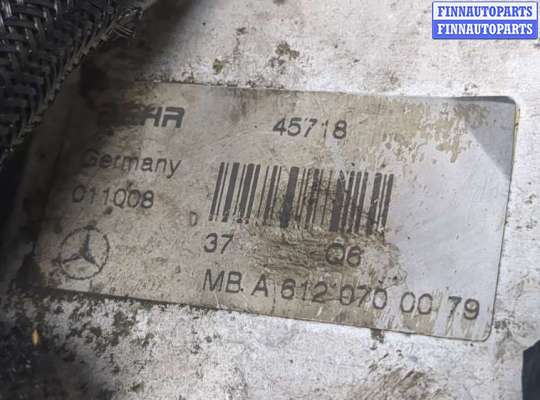 FINNAUTOPARTS
FINNAUTOPARTS
45718
Germany
011008
D
37 06
MB A 612 070 00 79